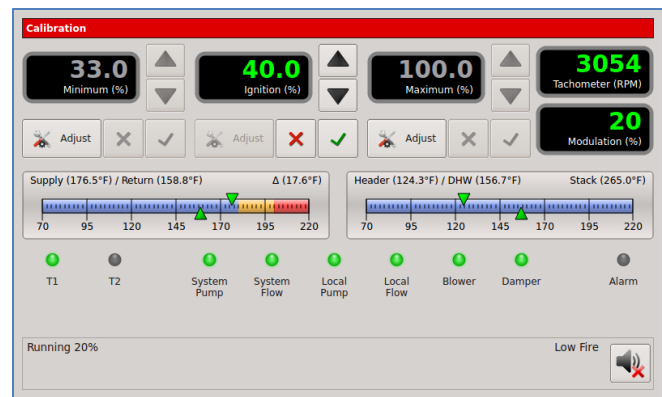 Calibration
33.0
Minimum (%)
40.0
Ignition (%)
100.0
Maximum (%)
3054
Tachometer (RPM)
20
Modulation (%)
Adjust
Adjust
Adjust
Supply (176.5°F) / Return (158.8°F) Δ (17.6°F)
70 95 120 145 170 195 220
Header (124.3°F) / DHW (156.7°F) Stack (265.0°F)
70 95 120 145 170 195 220
T1
T2
System
Pump
System
Flow
Local
Pump
Local
Flow
Blower
Damper
Alarm
Running 20%
Low Fire